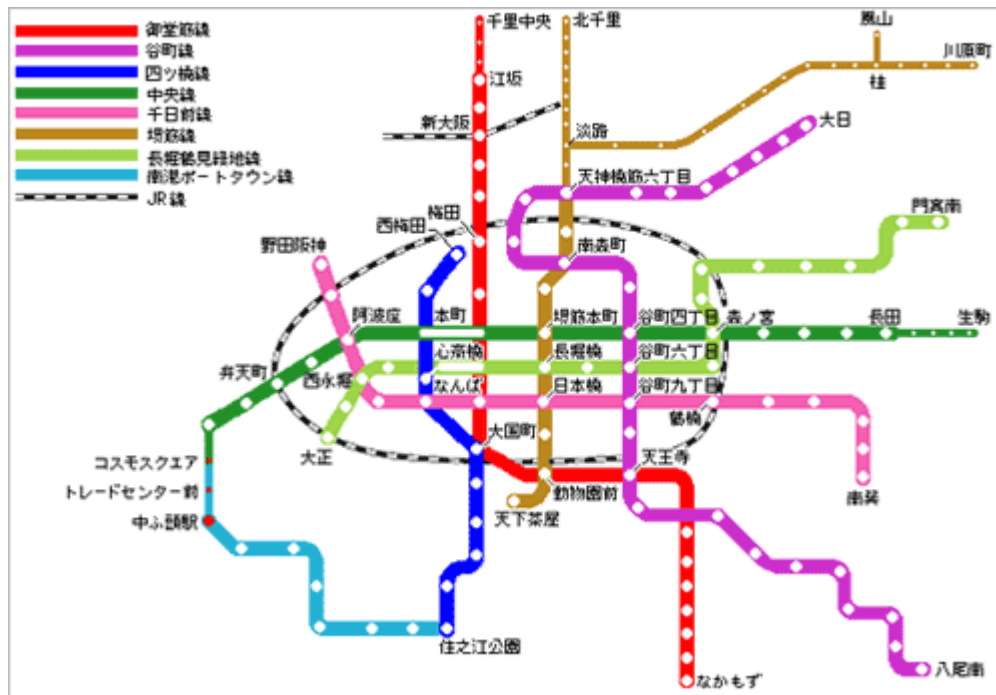 御堂筋線
谷町線
四ツ橋線
中央線
千日前線
堺筋線
長堀鶴見緑地線
南港ポートタウン線
JR線
千里中央
北千里
嵐山
川原町
桂
江坂
新大阪
淡路
大日
天神橋筋六丁目
門真南
梅田
西梅田
野田阪神
南森町
阿波座
本町
堺筋本町
谷町四丁目
森ノ宮
長田
生駒
心斎橋
長堀橋
谷町六丁目
弁天町
西永堀
なんば
日本橋
谷町九丁目
鶴橋
大正
大国町
天王寺
コスモスクエア
トレードセンター前
中ふ頭駅
動物園前
天下茶屋
南巽
住之江公園
なかもず
八尾南